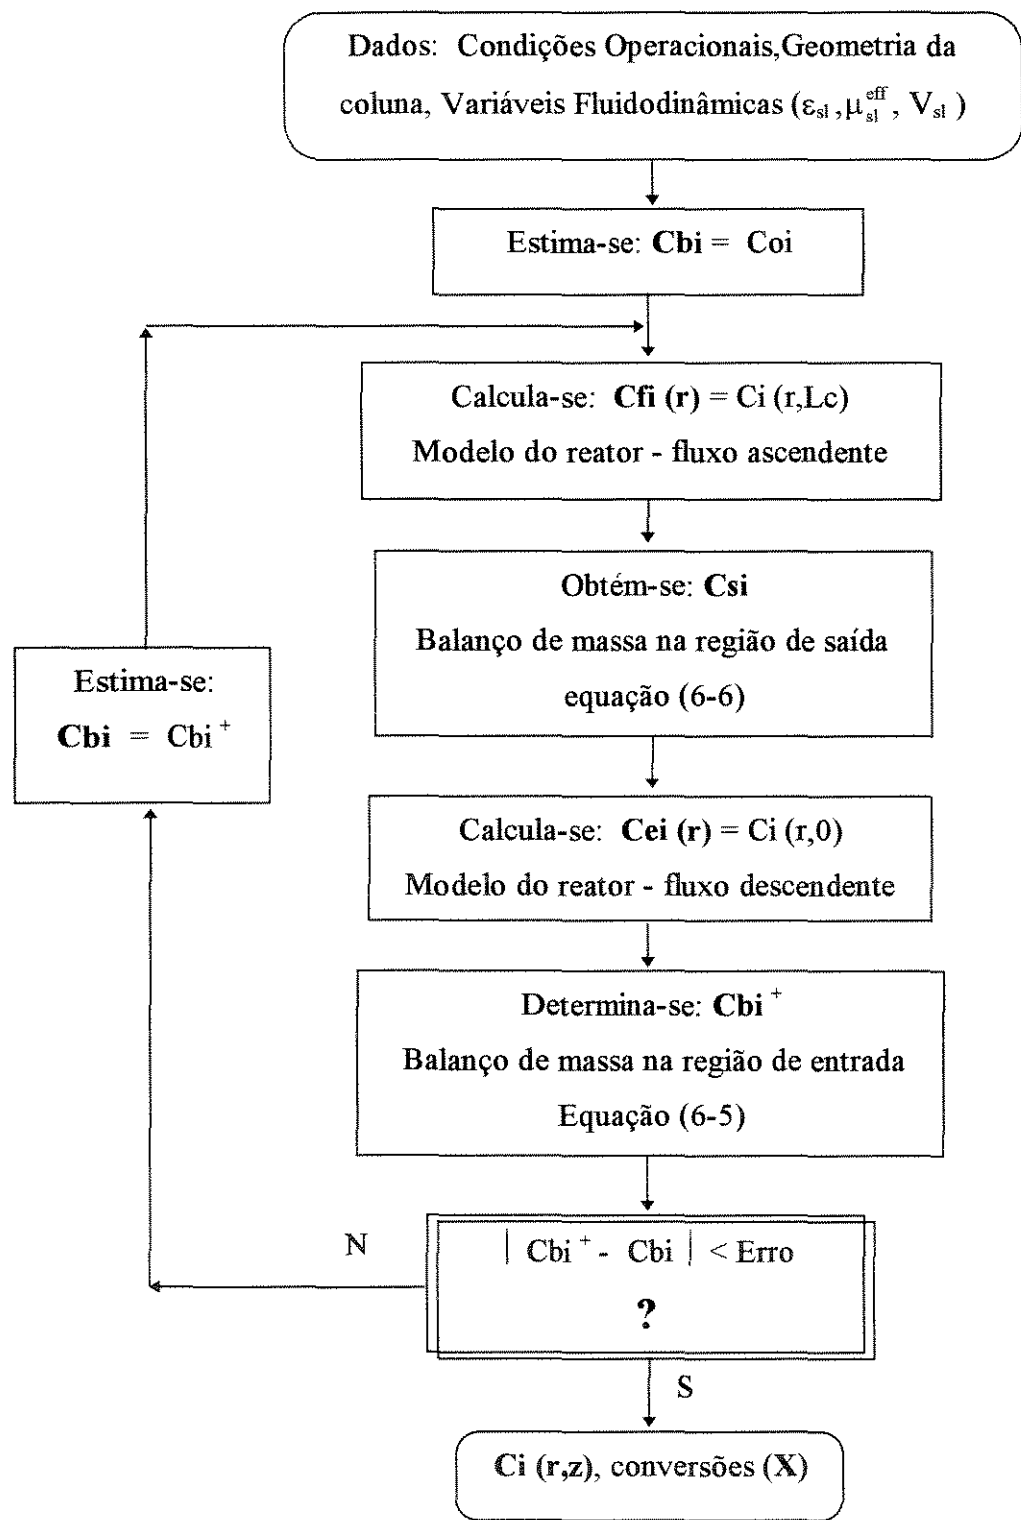 Dados: Condições Operacionais,Geometria da
coluna, Variáveis Fluidodinâmicas (εsl ,μsl^eff , Vsl )
Estima-se: Cbi = Coi
Calcula-se: Cfi (r) = Ci (r,Lc)
Modelo do reator - fluxo ascendente
Obtém-se: Csi
Balanço de massa na região de saída
equação (6-6)
Estima-se:
Cbi = Cbi +
Calcula-se: Cei (r) = Ci (r,0)
Modelo do reator - fluxo descendente
Determina-se: Cbi +
Balanço de massa na região de entrada
Equação (6-5)
N
| Cbi + - Cbi | < Erro
?
S
Ci (r,z), conversões (X)